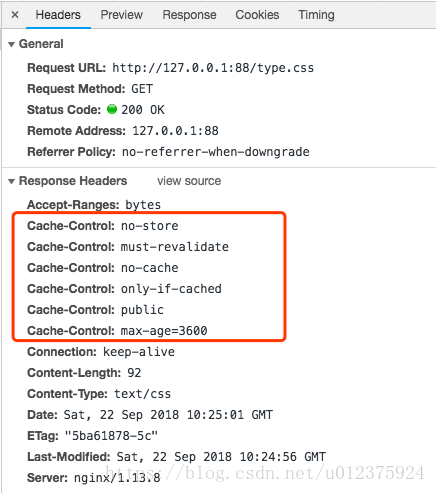 × Headers Preview Response Cookies Timing
▼ General
Request URL: http://127.0.0.1:88/type.css
Request Method: GET
Status Code: 200 OK
Remote Address: 127.0.0.1:88
Referrer Policy: no-referrer-when-downgrade
▼ Response Headers view source
Accept-Ranges: bytes
Cache-Control: no-store
Cache-Control: must-revalidate
Cache-Control: no-cache
Cache-Control: only-if-cached
Cache-Control: public
Cache-Control: max-age=3600
Connection: keep-alive
Content-Length: 92
Content-Type: text/css
Date: Sat, 22 Sep 2018 10:25:01 GMT
ETag: "5ba61878-5c"
Last-Modified: Sat, 22 Sep 2018 10:24:56 GMT
Server: nginx/1.13.8
https://blog.csdn.net/u012375924